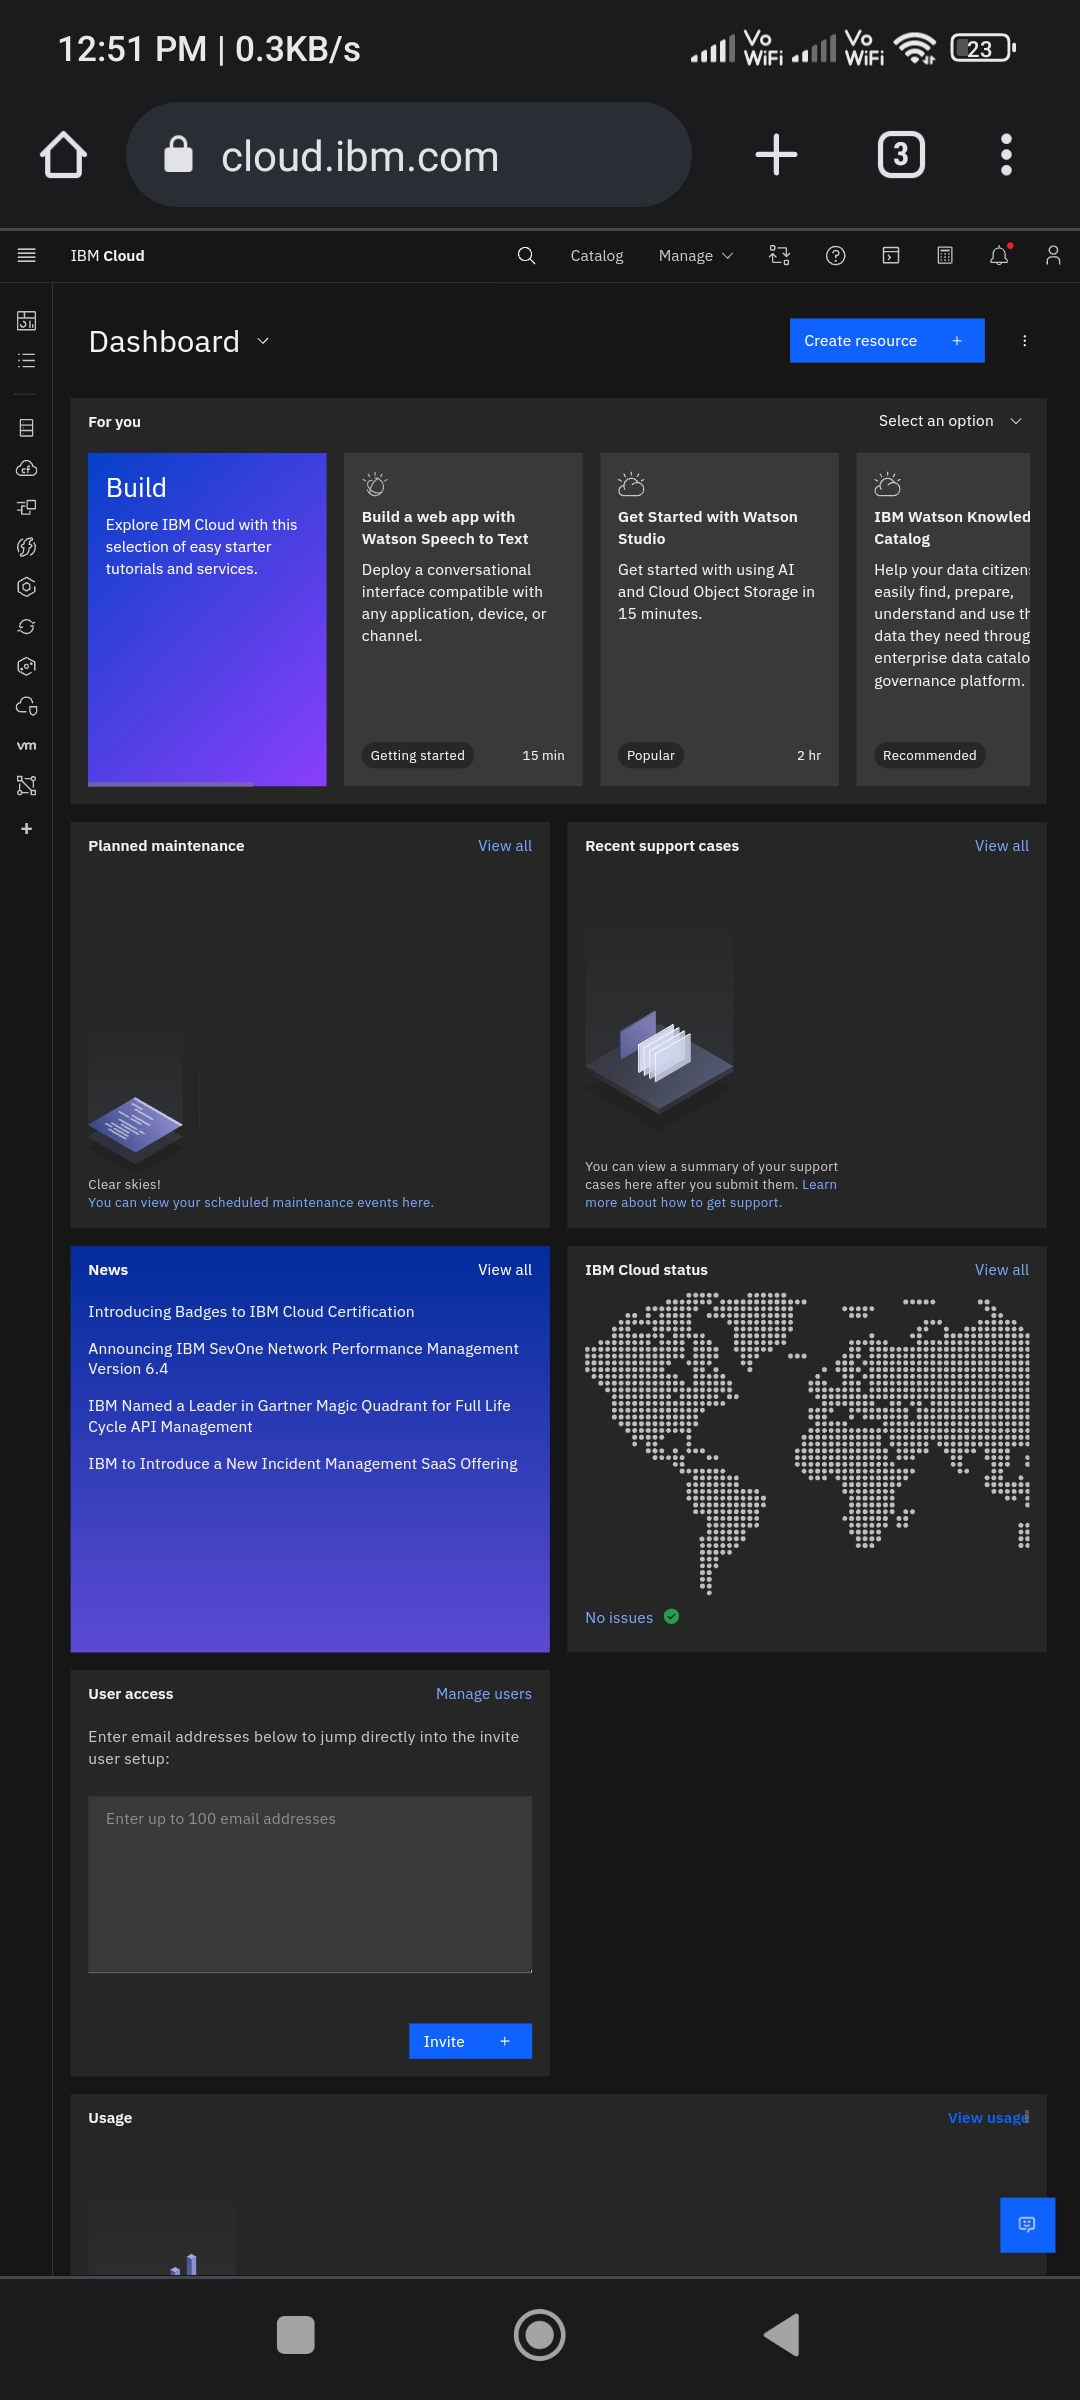 12:51 PM | 0.3KB/s
Vo WiFi
Vo WiFi
23
cloud.ibm.com
3
IBM Cloud
Catalog
Manage
Dashboard
Create resource +
For you
Select an option
Build
Explore IBM Cloud with this
selection of easy starter
tutorials and services.
Build a web app with
Watson Speech to Text
Deploy a conversational
interface compatible with
any application, device, or
channel.
Getting started
15 min
Get Started with Watson
Studio
Get started with using AI
and Cloud Object Storage in
15 minutes.
Popular
2 hr
IBM Watson Knowled
Catalog
Help your data citizens
easily find, prepare,
understand and use th
data they need throug
enterprise data catalo
governance platform.
Recommended
cf
vm
+
Planned maintenance
View all
Clear skies!
You can view your scheduled maintenance events here.
Recent support cases
View all
You can view a summary of your support
cases here after you submit them. Learn
more about how to get support.
News
View all
Introducing Badges to IBM Cloud Certification
Announcing IBM SevOne Network Performance Management
Version 6.4
IBM Named a Leader in Gartner Magic Quadrant for Full Life
Cycle API Management
IBM to Introduce a New Incident Management SaaS Offering
IBM Cloud status
View all
No issues
User access
Manage users
Enter email addresses below to jump directly into the invite
user setup:
Enter up to 100 email addresses
Invite +
Usage
View usage